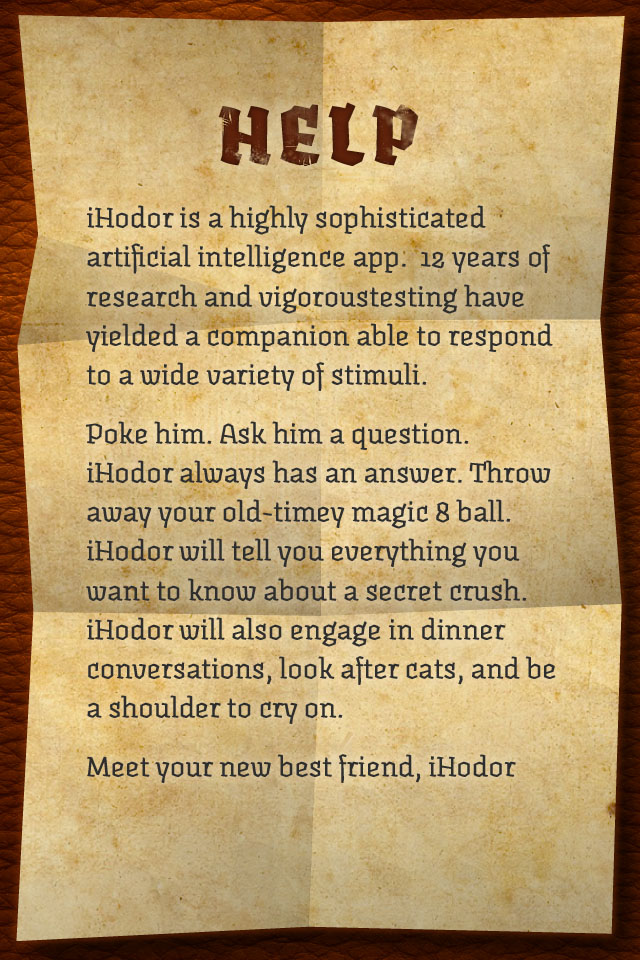 HELP
iHodor is a highly sophisticated
artificial intelligence app.  12 years of
research and vigoroustesting have
yielded a companion able to respond
to a wide variety of stimuli.
Poke him. Ask him a question.
iHodor always has an answer. Throw
away your old-timey magic 8 ball.
iHodor will tell you everything you
want to know about a secret crush.
iHodor will also engage in dinner
conversations, look after cats, and be
a shoulder to cry on.
Meet your new best friend, iHodor